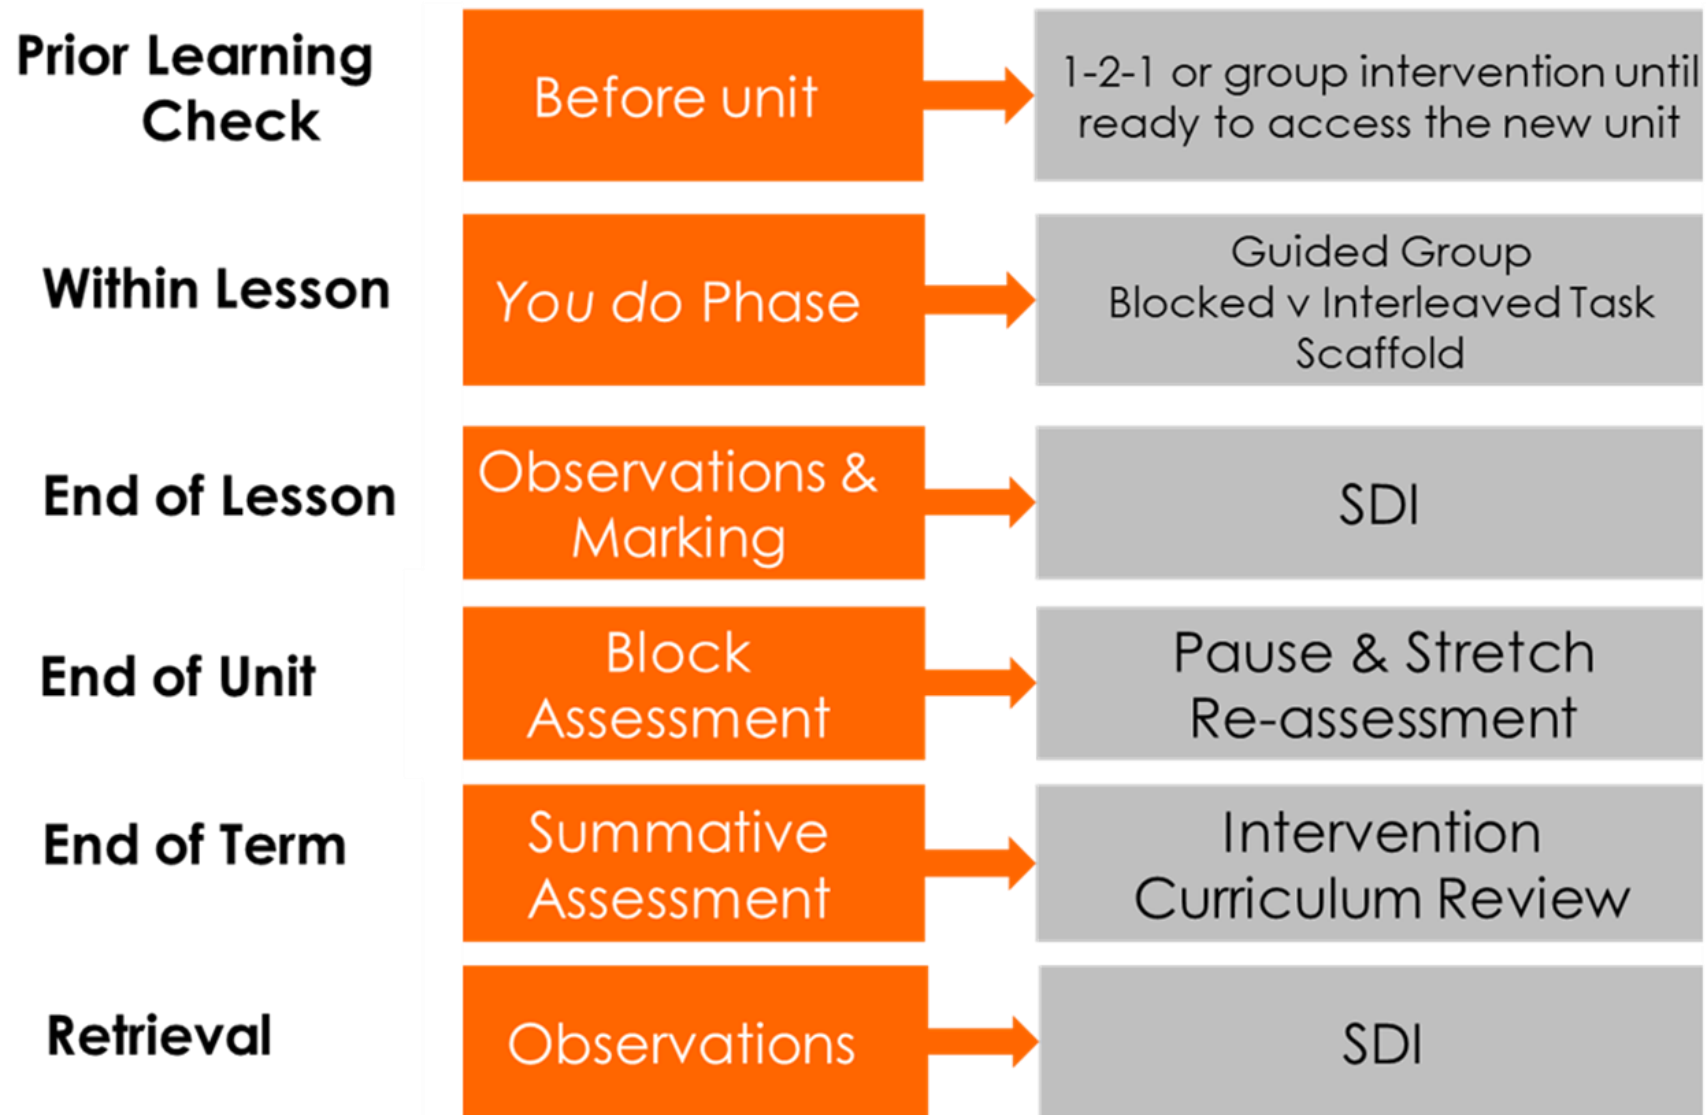 Prior Learning
Check
Before unit
1-2-1 or group intervention until
ready to access the new unit
Within Lesson
You do Phase
Guided Group
Blocked v Interleaved Task
Scaffold
End of Lesson
Observations &
Marking
SDI
End of Unit
Block
Assessment
Pause & Stretch
Re-assessment
End of Term
Summative
Assessment
Intervention
Curriculum Review
Retrieval
Observations
SDI